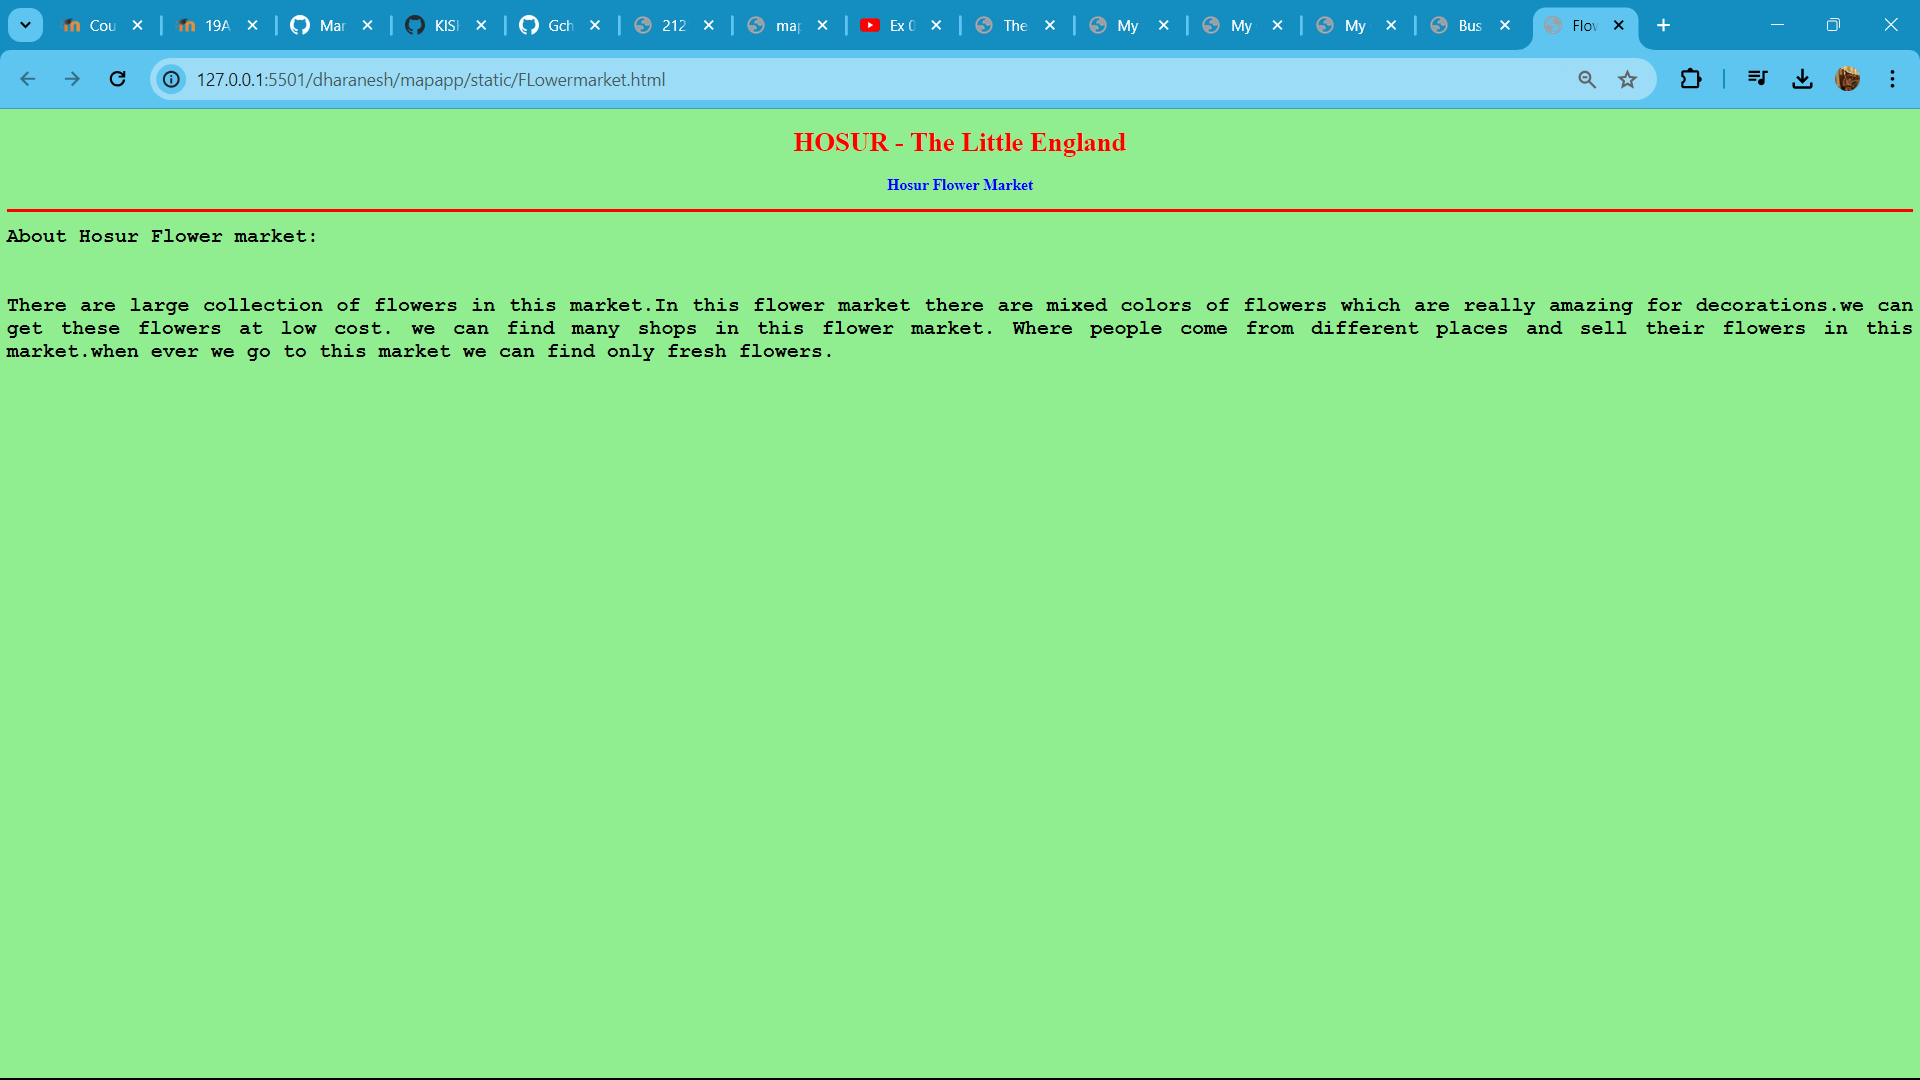 Cou
19A
Mar
KISH
Gch
212
map
Ex 0
The
My
My
My
Bus
Flow
127.0.0.1:5501/dharanesh/mapapp/static/FLowermarket.html
HOSUR - The Little England
Hosur Flower Market
About Hosur Flower market:
There are large collection of flowers in this market.In this flower market there are mixed colors of flowers which are really amazing for decorations.we can
get these flowers at low cost. we can find many shops in this flower market. Where people come from different places and sell their flowers in this
market.when ever we go to this market we can find only fresh flowers.